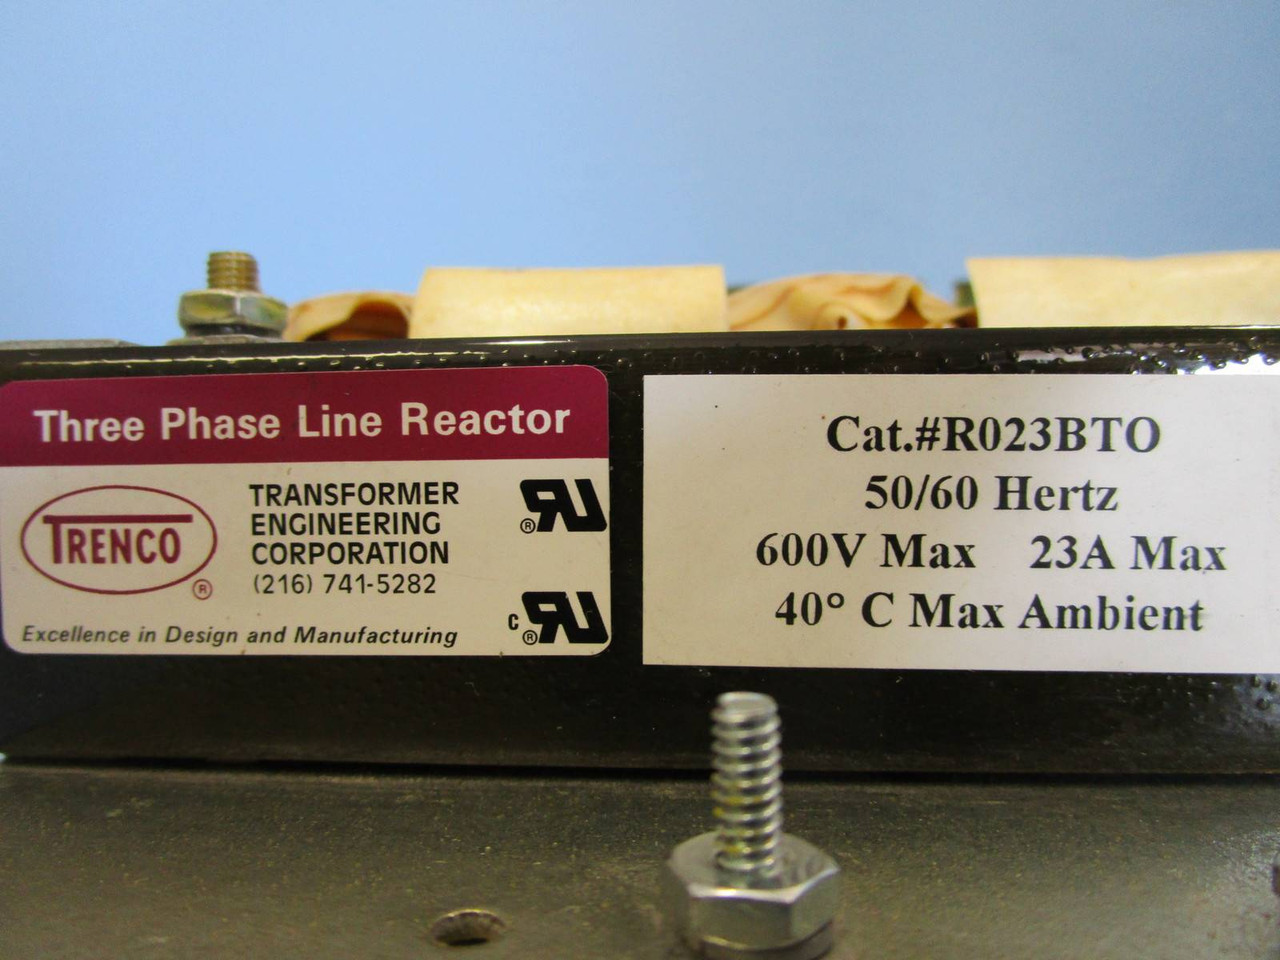 Three Phase Line Reactor
TRENCO ®
TRANSFORMER
ENGINEERING
CORPORATION
(216) 741-5282
Excellence in Design and Manufacturing
®
C ®
Cat.#R023BTO
50/60 Hertz
600V Max 23A Max
40° C Max Ambient